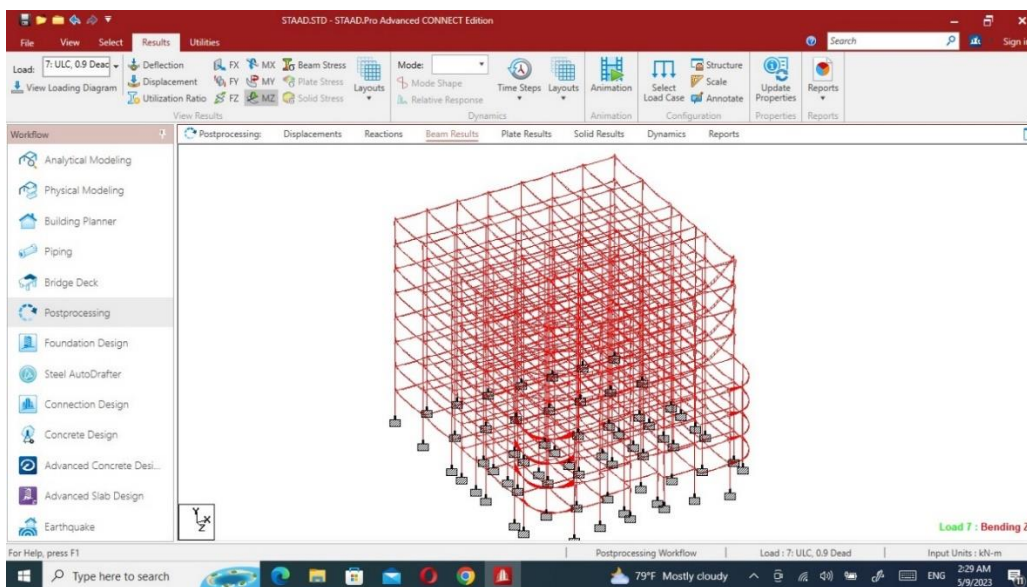 STAAD.STD - STAAD.Pro Advanced CONNECT Edition
File View Select Results Utilities Search Sign in
Load: 7: ULC, 0.9 Dead
View Loading Diagram
Deflection
Displacement
Utilization Ratio
FX MX Beam Stress
FY MY Plate Stress
FZ MZ Solid Stress
Layouts
View Results
Mode:
Mode Shape
Relative Response
Time Steps Layouts
Dynamics
Animation
Animation
Select Load Case
Structure
Scale
Annotate
Configuration
Update Properties
Properties
Reports
Reports
Workflow
Postprocessing: Displacements Reactions Beam Results Plate Results Solid Results Dynamics Reports
Analytical Modeling
Physical Modeling
Building Planner
Piping
Bridge Deck
Postprocessing
Foundation Design
Steel AutoDrafter
Connection Design
Concrete Design
Advanced Concrete Desi...
Advanced Slab Design
Earthquake
Y
X
Z
Load 7 : Bending Z
For Help, press F1 Postprocessing Workflow Load : 7: ULC, 0.9 Dead Input Units : kN-m
Type here to search 79°F Mostly cloudy ENG 2:29 AM
5/9/2023